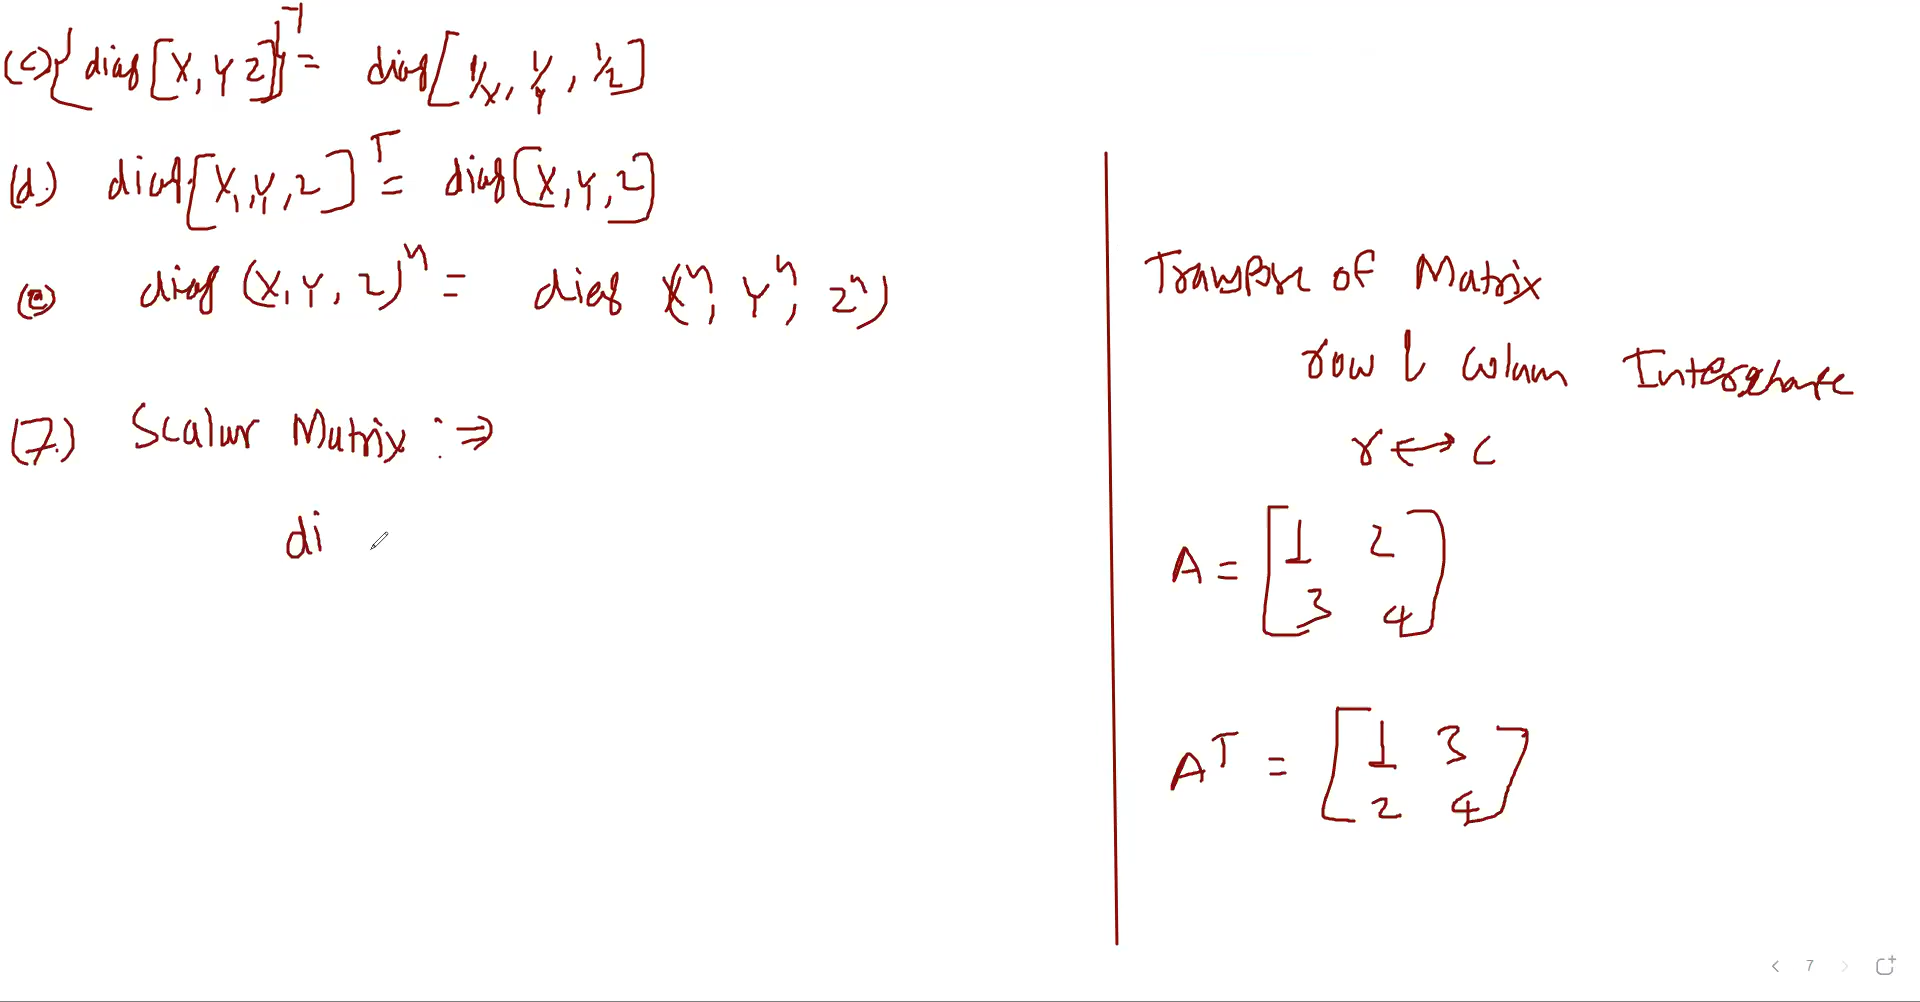 (c) {diag[X, Y Z]}⁻¹ = diag[1/X, 1/Y, 1/Z]
(d.) diag[X, Y, Z]ᵀ = diag[X, Y, Z]
(e) diag (X, Y, Z)ⁿ = diag (Xⁿ, Yⁿ, Zⁿ)
(7.) Scalar Matrix :⇒
di
Transpose of Matrix
row & column Interchange
r ↔ c
A = [1 2
3 4]
Aᵀ = [1 3
2 4]
7